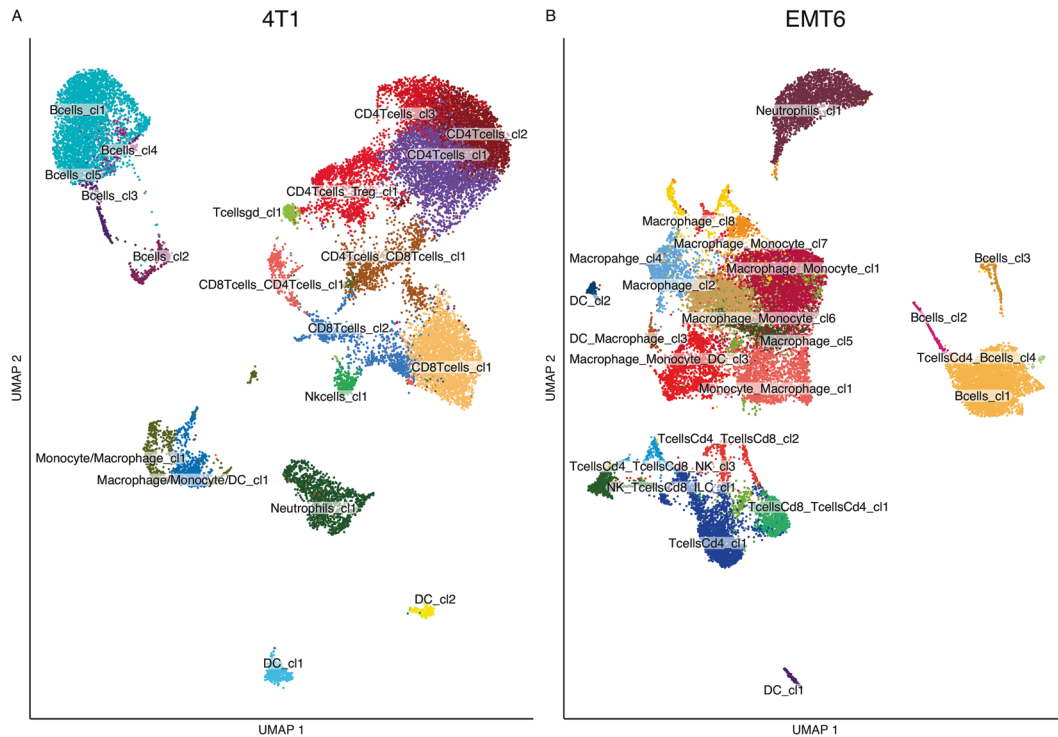 A
4T1
Bcells_cl1
Bcells_cl4
Bcells_cl5
Bcells_cl3
Bcells_cl2
CD4Tcells_cl3
CD4Tcells_cl2
CD4Tcells_cl1
CD4Tcells_Treg_cl1
Tcellsgd_cl1
CD4Tcells_CD8Tcells_cl1
CD8Tcells_CD4Tcells_cl1
CD8Tcells_cl2
CD8Tcells_cl1
Nkcells_cl1
Monocyte/Macrophage_cl1
Macrophage/Monocyte/DC_cl1
Neutrophils_cl1
DC_cl2
DC_cl1
UMAP 2
UMAP 1
B
EMT6
Neutrophils_cl1
Macrophage_cl8
Macrophage_Monocyte_cl7
Macropahge_cl4
Macrophage_Monocyte_cl1
Macrophage_cl2
DC_cl2
Macrophage_Monocyte_cl6
DC_Macrophage_cl3
Macrophage_cl5
Macrophage_Monocyte_DC_cl3
Monocyte_Macrophage_cl1
Bcells_cl3
Bcells_cl2
TcellsCd4_Bcells_cl4
Bcells_cl1
TcellsCd4_TcellsCd8_cl2
TcellsCd4_TcellsCd8_NK_cl3
NK_TcellsCd8_ILC_cl1
TcellsCd8_TcellsCd4_cl1
TcellsCd4_cl1
DC_cl1
UMAP 2
UMAP 1